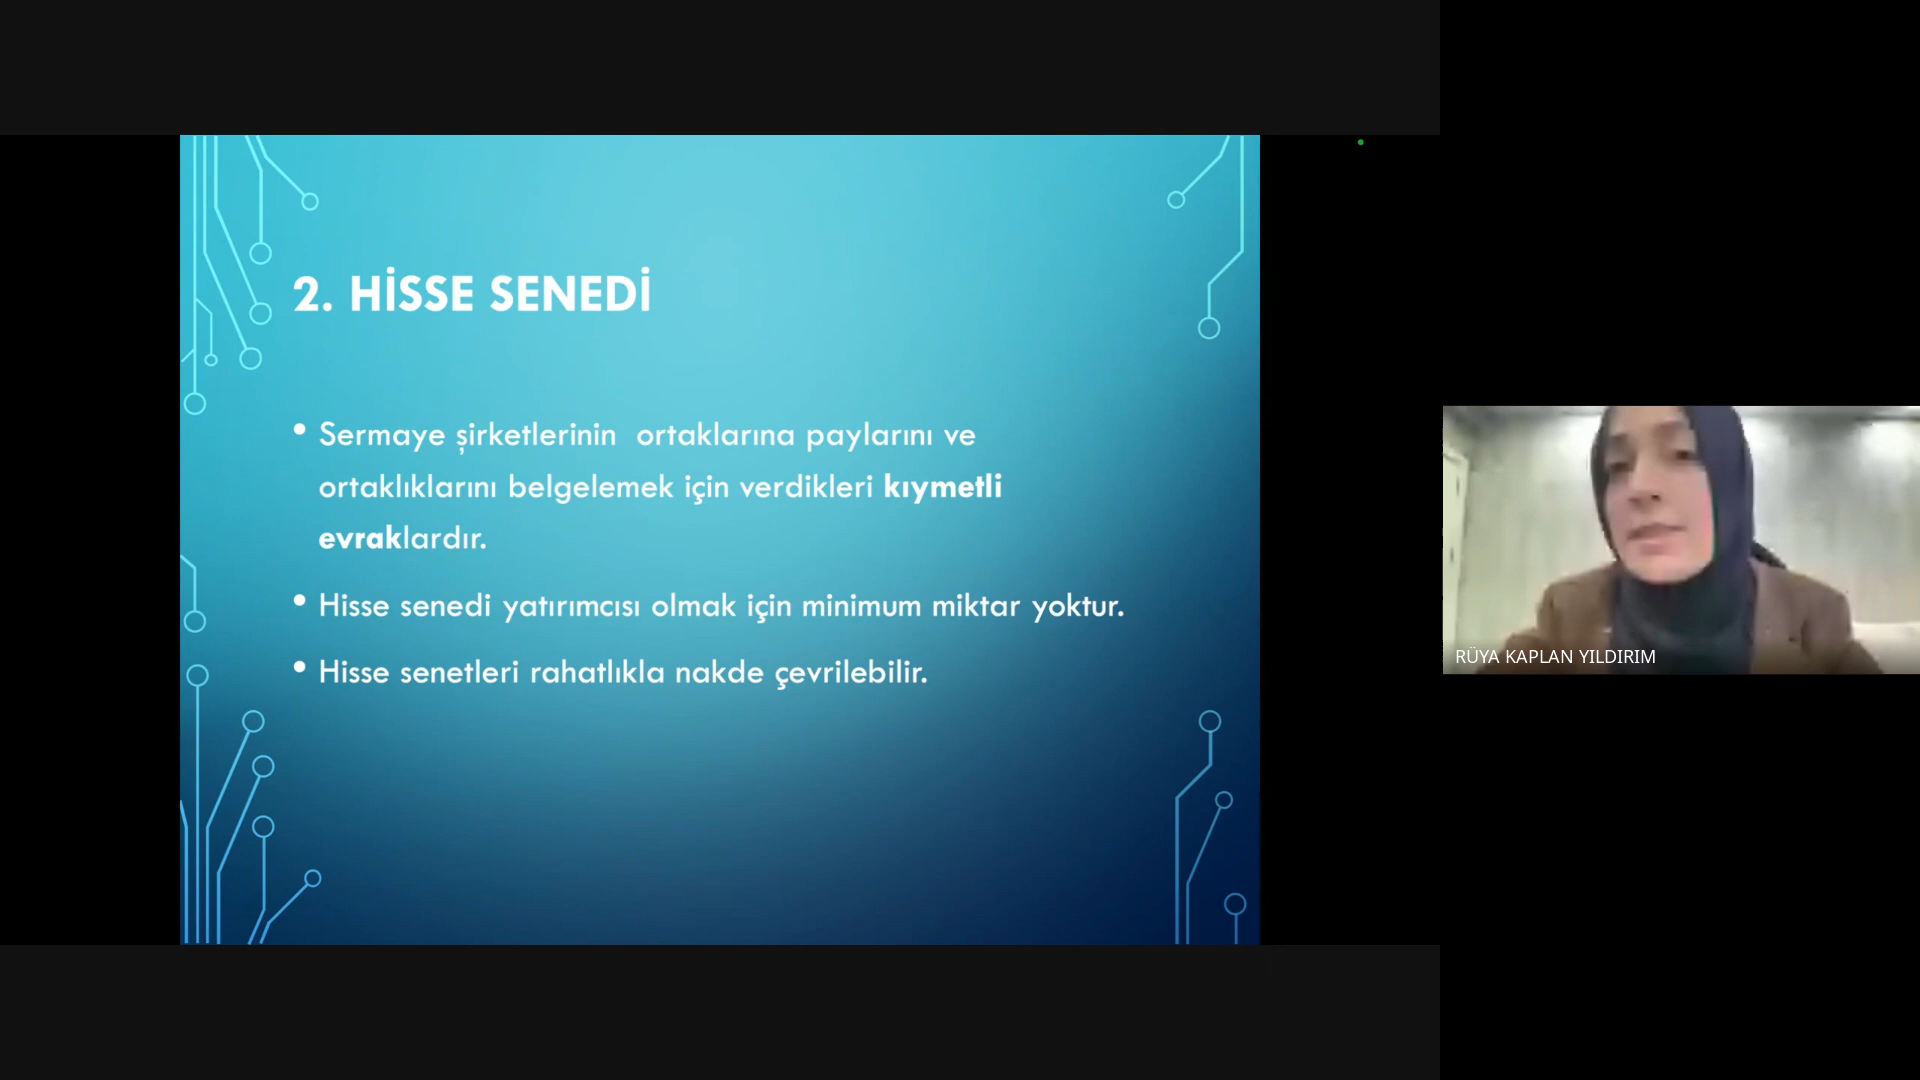 2. HİSSE SENEDİ
• Sermaye şirketlerinin ortaklarına paylarını ve
ortaklıklarını belgelemek için verdikleri kıymetli
evraklardır.
• Hisse senedi yatırımcısı olmak için minimum miktar yoktur.
• Hisse senetleri rahatlıkla nakde çevrilebilir.
RÜYA KAPLAN YILDIRIM